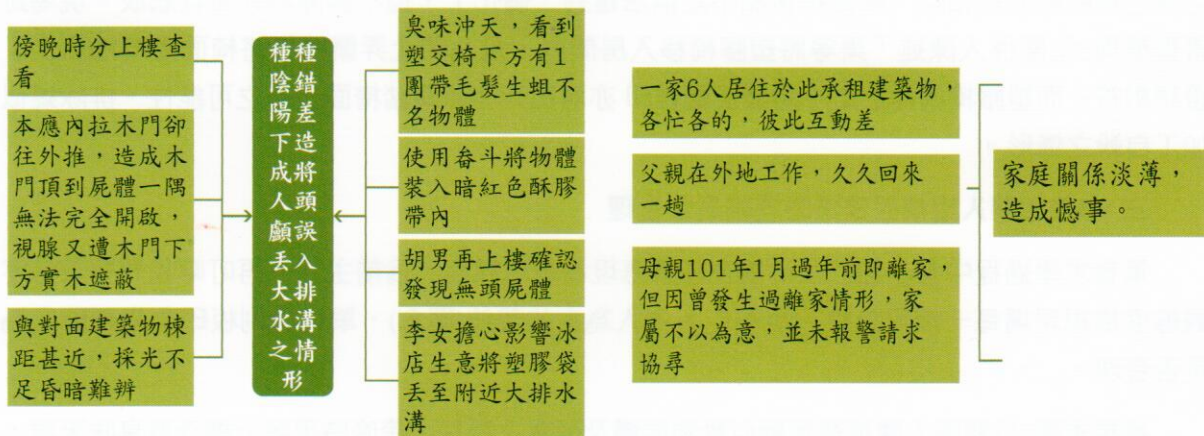 傍晚時分上樓查
看
本應內拉木門卻
往外推，造成木
門頂到屍體一隅
無法完全開啟，
視腺又遭木門下
方實木遮蔽
與對面建築物棟
距甚近，採光不
足昏暗難辨
種種
陰錯
陽差
下造
成將
人頭
顱誤
丟入
大排
水溝
之情
形
臭味沖天，看到
塑交椅下方有1
團帶毛髮生蛆不
名物體
使用畚斗將物體
裝入暗紅色酥膠
帶內
胡男再上樓確認
發現無頭屍體
李女擔心影響冰
店生意將塑膠袋
丟至附近大排水
溝
一家6人居住於此承租建築物，
各忙各的，彼此互動差
父親在外地工作，久久回來
一趟
母親101年1月過年前即離家，
但因曾發生過離家情形，家
屬不以為意，並未報警請求
協尋
家庭關係淡薄，
造成憾事。